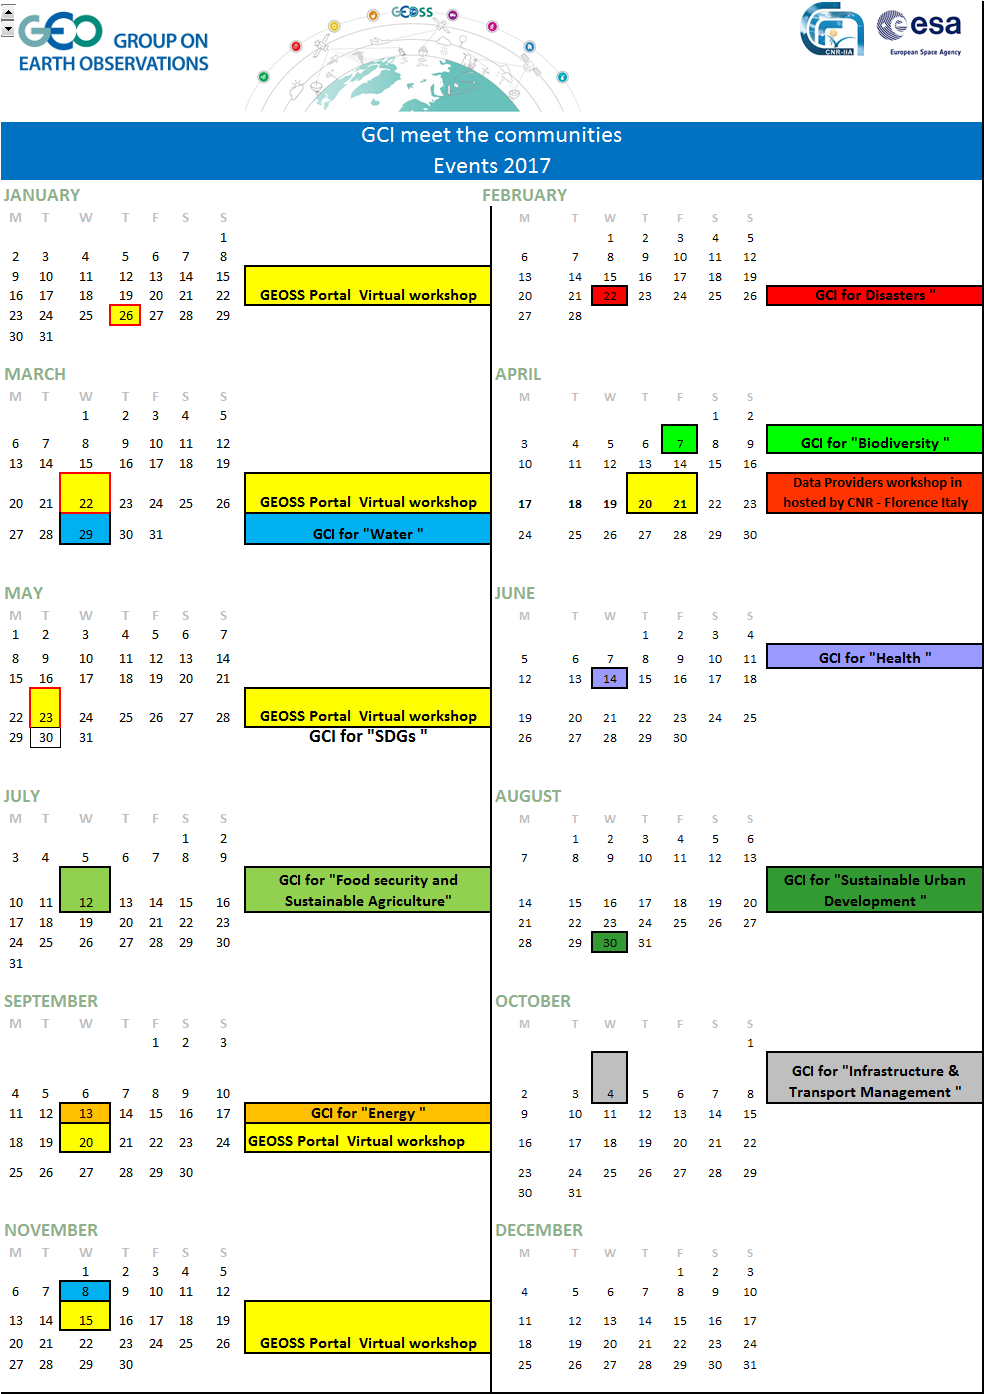 GEO GROUP ON
EARTH OBSERVATIONS
GEOSS
CNR-IIA
esa
European Space Agency
GCI meet the communities
Events 2017
JANUARY
M T W T F S S
1
2 3 4 5 6 7 8
9 10 11 12 13 14 15
16 17 18 19 20 21 22
GEOSS Portal Virtual workshop
23 24 25 26 27 28 29
30 31
FEBRUARY
M T W T F S S
1 2 3 4 5
6 7 8 9 10 11 12
13 14 15 16 17 18 19
20 21 22 23 24 25 26
GCI for Disasters "
27 28
MARCH
M T W T F S S
1 2 3 4 5
6 7 8 9 10 11 12
13 14 15 16 17 18 19
20 21 22 23 24 25 26
GEOSS Portal Virtual workshop
27 28 29 30 31
GCI for "Water "
APRIL
M T W T F S S
1 2
3 4 5 6 7 8 9
GCI for "Biodiversity "
10 11 12 13 14 15 16
17 18 19 20 21 22 23
Data Providers workshop in
hosted by CNR - Florence Italy
24 25 26 27 28 29 30
MAY
M T W T F S S
1 2 3 4 5 6 7
8 9 10 11 12 13 14
15 16 17 18 19 20 21
22 23 24 25 26 27 28
GEOSS Portal Virtual workshop
29 30 31
GCI for "SDGs "
JUNE
M T W T F S S
1 2 3 4
5 6 7 8 9 10 11
GCI for "Health "
12 13 14 15 16 17 18
19 20 21 22 23 24 25
26 27 28 29 30
JULY
M T W T F S S
1 2
3 4 5 6 7 8 9
10 11 12 13 14 15 16
GCI for "Food security and
Sustainable Agriculture"
17 18 19 20 21 22 23
24 25 26 27 28 29 30
31
AUGUST
M T W T F S S
1 2 3 4 5 6
7 8 9 10 11 12 13
14 15 16 17 18 19 20
GCI for "Sustainable Urban
Development "
21 22 23 24 25 26 27
28 29 30 31
SEPTEMBER
M T W T F S S
1 2 3
4 5 6 7 8 9 10
11 12 13 14 15 16 17
GCI for "Energy "
18 19 20 21 22 23 24
GEOSS Portal Virtual workshop
25 26 27 28 29 30
OCTOBER
M T W T F S S
1
2 3 4 5 6 7 8
GCI for "Infrastructure &
Transport Management "
9 10 11 12 13 14 15
16 17 18 19 20 21 22
23 24 25 26 27 28 29
30 31
NOVEMBER
M T W T F S S
1 2 3 4 5
6 7 8 9 10 11 12
13 14 15 16 17 18 19
GEOSS Portal Virtual workshop
20 21 22 23 24 25 26
27 28 29 30
DECEMBER
M T W T F S S
1 2 3
4 5 6 7 8 9 10
11 12 13 14 15 16 17
18 19 20 21 22 23 24
25 26 27 28 29 30 31